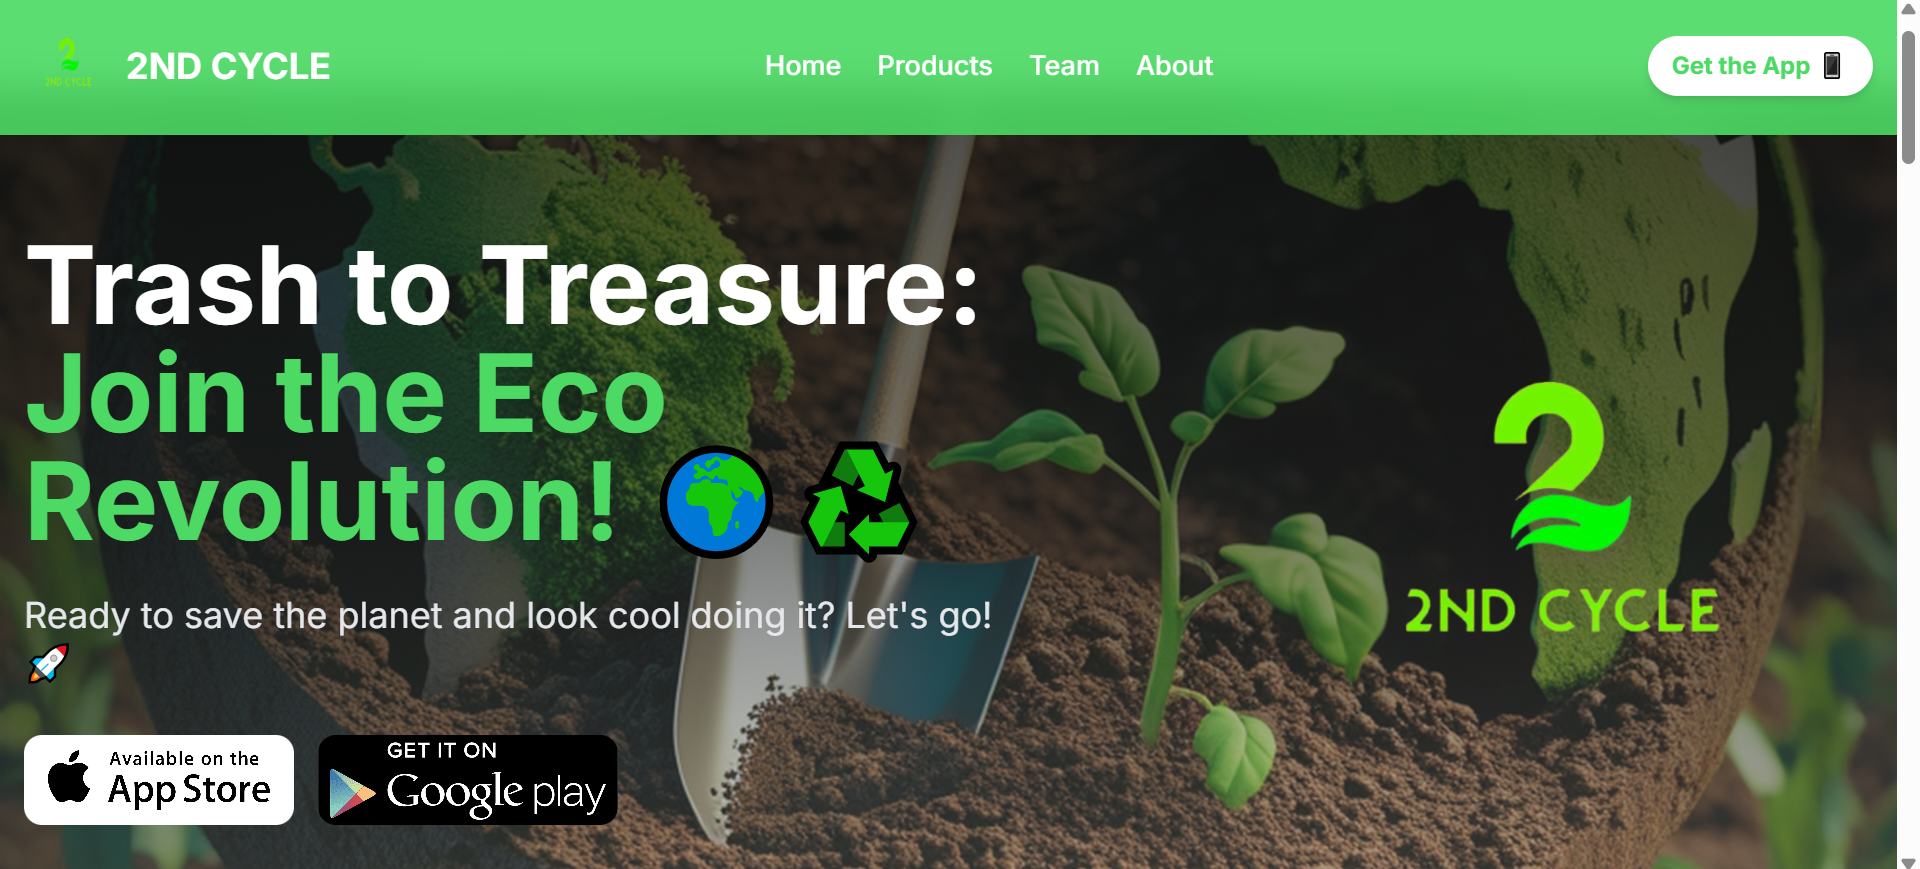 2ND CYCLE
2ND CYCLE
Home Products Team About
Get the App
Trash to Treasure:
Join the Eco
Revolution!
Ready to save the planet and look cool doing it? Let's go!
2ND CYCLE
Available on the
App Store
GET IT ON
Google play